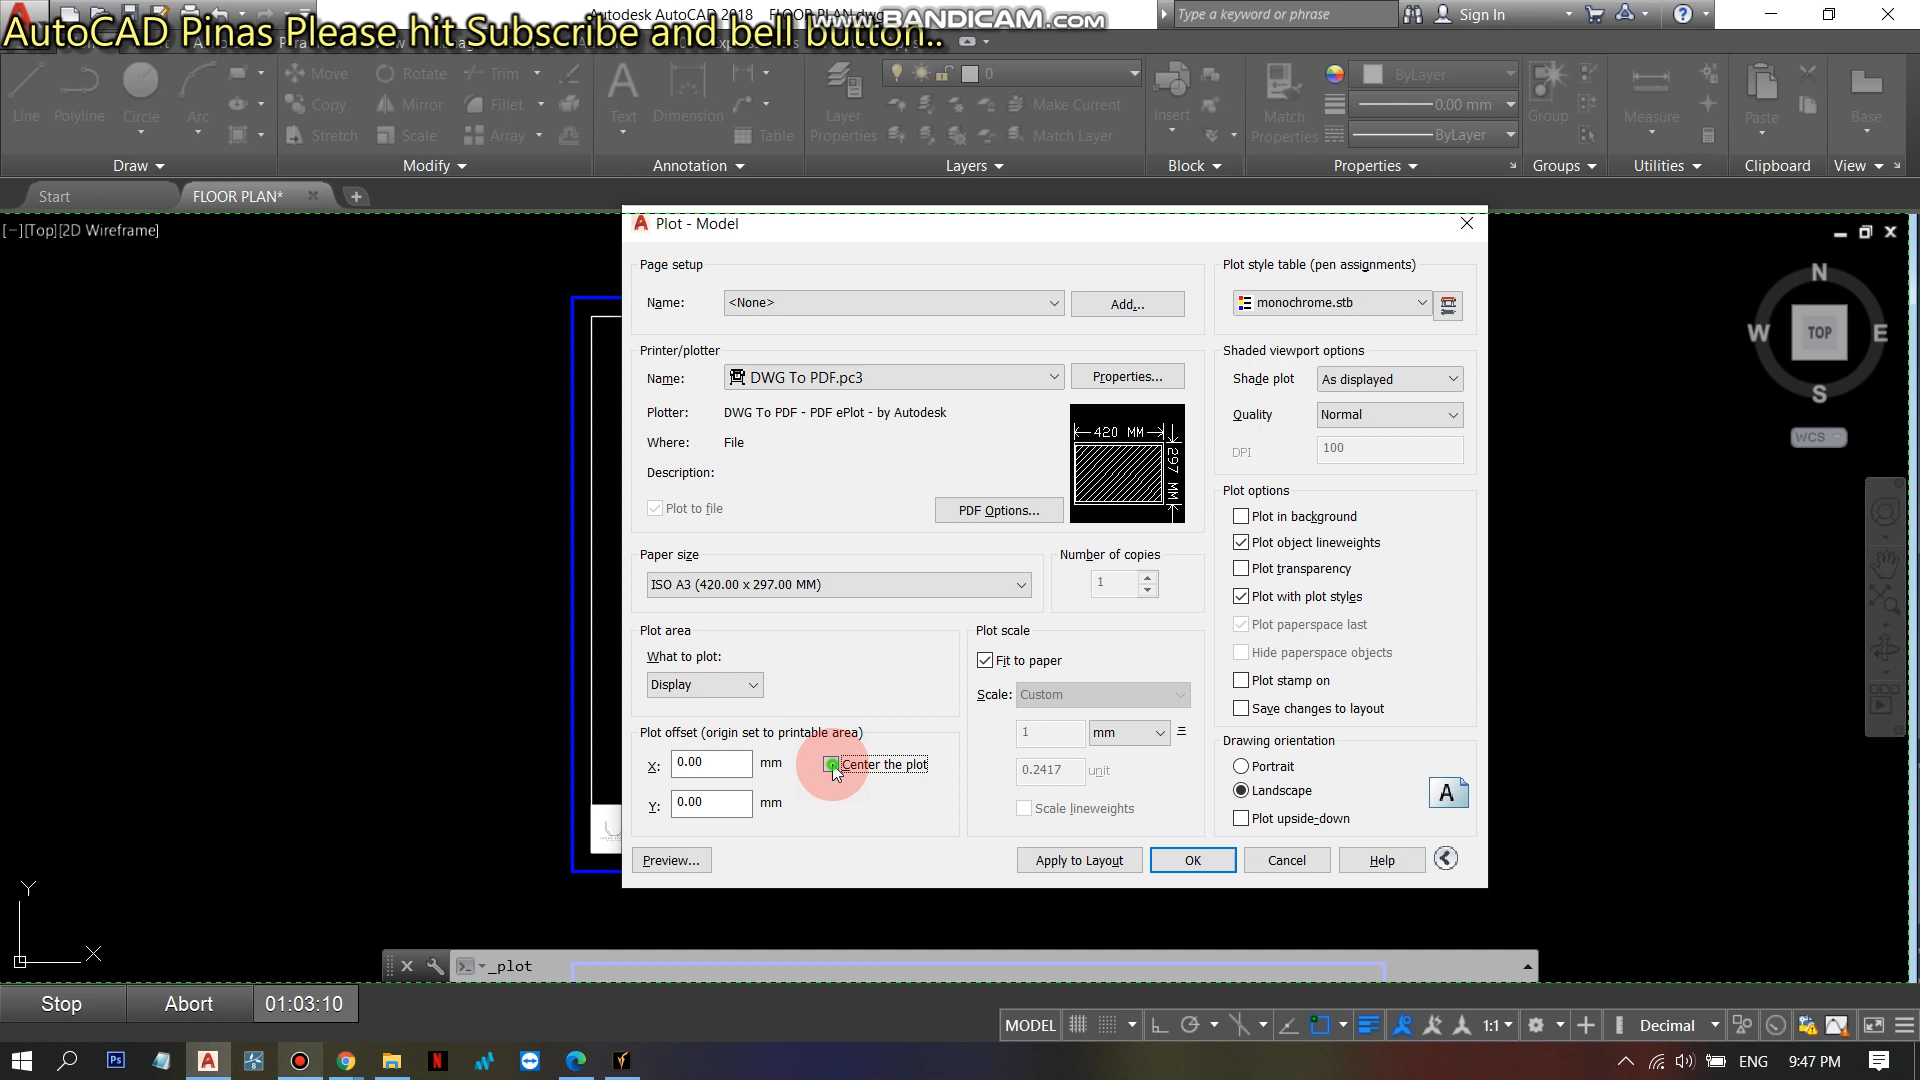 Autodesk AutoCAD 2018 FLOOR PLAN.dwg
www.BANDICAM.com
Type a keyword or phrase
Sign In
AutoCAD Pinas Please hit Subscribe and bell button..
Line
Polyline
Circle
Arc
Move
Rotate
Trim
Copy
Mirror
Fillet
Stretch
Scale
Array
Text
Dimension
Table
Layer
Properties
0
Make Current
Match Layer
Insert
Match
Properties
ByLayer
0.00 mm
ByLayer
Group
Measure
Paste
Base
Draw
Modify
Annotation
Layers
Block
Properties
Groups
Utilities
Clipboard
View
Start
FLOOR PLAN*
[−][Top][2D Wireframe]
Plot - Model
Page setup
Name:
<None>
Add...
Printer/plotter
Name:
DWG To PDF.pc3
Properties...
Plotter:
DWG To PDF - PDF ePlot - by Autodesk
Where:
File
Description:
Plot to file
PDF Options...
420 MM
297 MM
Paper size
ISO A3 (420.00 x 297.00 MM)
Number of copies
1
Plot area
What to plot:
Display
Plot offset (origin set to printable area)
X:
0.00
mm
Center the plot
Y:
0.00
mm
Plot scale
Fit to paper
Scale:
Custom
1
mm
=
0.2417
unit
Scale lineweights
Plot style table (pen assignments)
monochrome.stb
Shaded viewport options
Shade plot
As displayed
Quality
Normal
DPI
100
Plot options
Plot in background
Plot object lineweights
Plot transparency
Plot with plot styles
Plot paperspace last
Hide paperspace objects
Plot stamp on
Save changes to layout
Drawing orientation
Portrait
Landscape
Plot upside-down
A
Preview...
Apply to Layout
OK
Cancel
Help
N
W
TOP
E
S
WCS
Y
X
_plot
Stop
Abort
01:03:10
MODEL
1:1
Decimal
ENG
9:47 PM